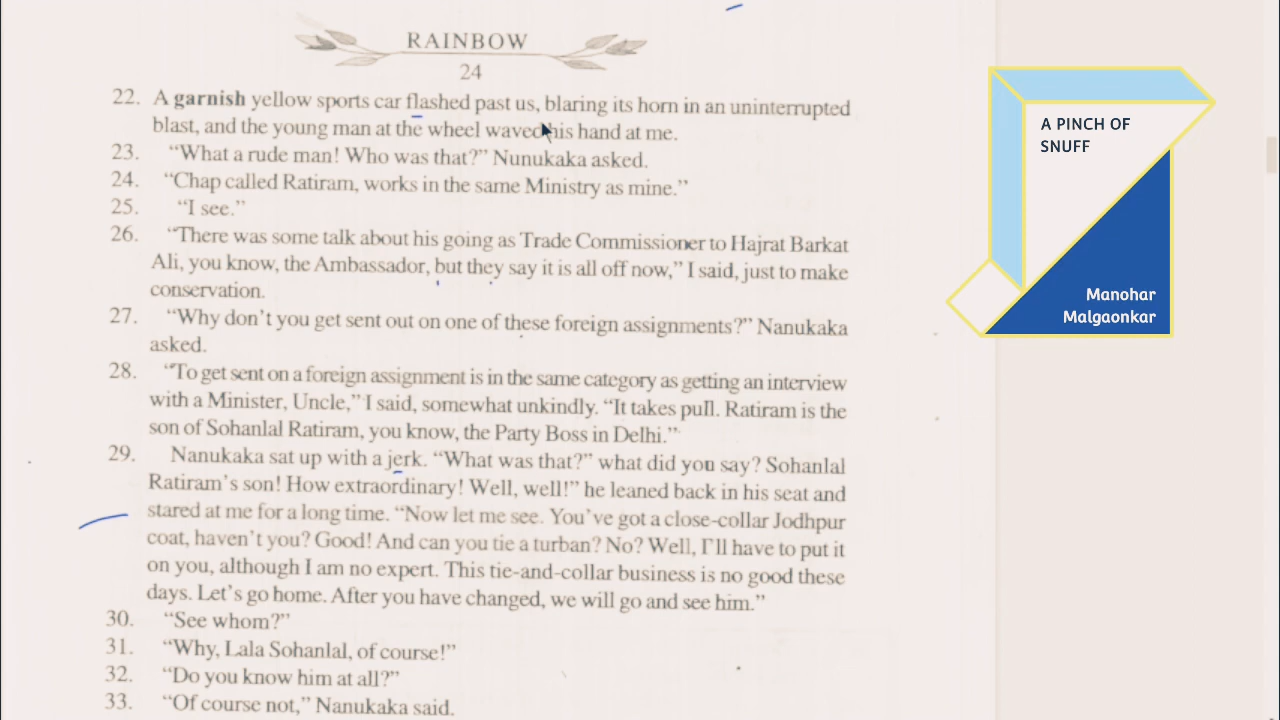 RAINBOW
24
22. A garnish yellow sports car flashed past us, blaring its horn in an uninterrupted
blast, and the young man at the wheel waved his hand at me.
23. “What a rude man! Who was that?” Nunukaka asked.
24. “Chap called Ratiram, works in the same Ministry as mine.”
25. “I see.”
26. “There was some talk about his going as Trade Commissioner to Hajrat Barkat
Ali, you know, the Ambassador, but they say it is all off now,” I said, just to make
conservation.
27. “Why don’t you get sent out on one of these foreign assignments?” Nanukaka
asked.
28. “To get sent on a foreign assignment is in the same category as getting an interview
with a Minister, Uncle,” I said, somewhat unkindly. “It takes pull. Ratiram is the
son of Sohanlal Ratiram, you know, the Party Boss in Delhi.”
29. Nanukaka sat up with a jerk. “What was that?” what did you say? Sohanlal
Ratiram’s son! How extraordinary! Well, well!” he leaned back in his seat and
stared at me for a long time. “Now let me see. You’ve got a close-collar Jodhpur
coat, haven’t you? Good! And can you tie a turban? No? Well, I’ll have to put it
on you, although I am no expert. This tie-and-collar business is no good these
days. Let’s go home. After you have changed, we will go and see him.”
30. “See whom?”
31. “Why, Lala Sohanlal, of course!”
32. “Do you know him at all?”
33. “Of course not,” Nanukaka said.
A PINCH OF
SNUFF
Manohar
Malgaonkar